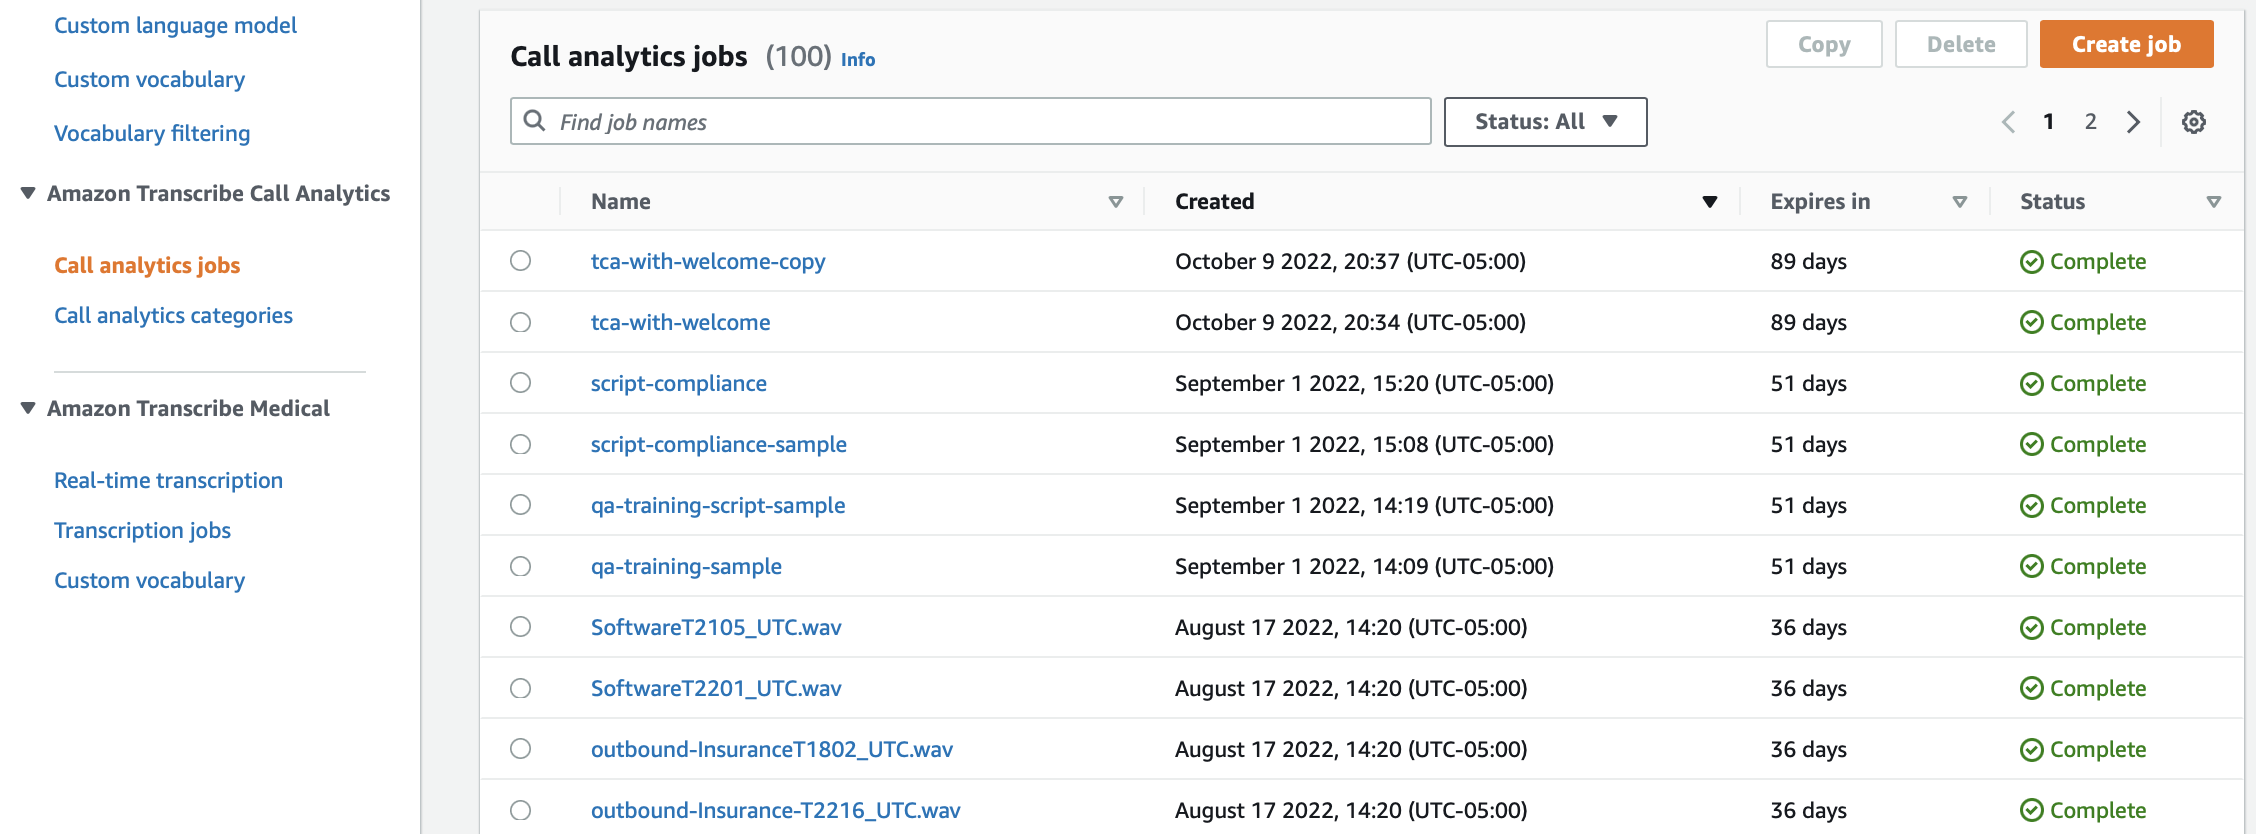 Custom language model
Custom vocabulary
Vocabulary filtering
Amazon Transcribe Call Analytics
Call analytics jobs
Call analytics categories
Amazon Transcribe Medical
Real-time transcription
Transcription jobs
Custom vocabulary
Call analytics jobs (100) Info
Copy Delete Create job
Find job names Status: All 1 2
Name Created Expires in Status
tca-with-welcome-copy October 9 2022, 20:37 (UTC-05:00) 89 days Complete
tca-with-welcome October 9 2022, 20:34 (UTC-05:00) 89 days Complete
script-compliance September 1 2022, 15:20 (UTC-05:00) 51 days Complete
script-compliance-sample September 1 2022, 15:08 (UTC-05:00) 51 days Complete
qa-training-script-sample September 1 2022, 14:19 (UTC-05:00) 51 days Complete
qa-training-sample September 1 2022, 14:09 (UTC-05:00) 51 days Complete
SoftwareT2105_UTC.wav August 17 2022, 14:20 (UTC-05:00) 36 days Complete
SoftwareT2201_UTC.wav August 17 2022, 14:20 (UTC-05:00) 36 days Complete
outbound-InsuranceT1802_UTC.wav August 17 2022, 14:20 (UTC-05:00) 36 days Complete
outbound-Insurance-T2216_UTC.wav August 17 2022, 14:20 (UTC-05:00) 36 days Complete